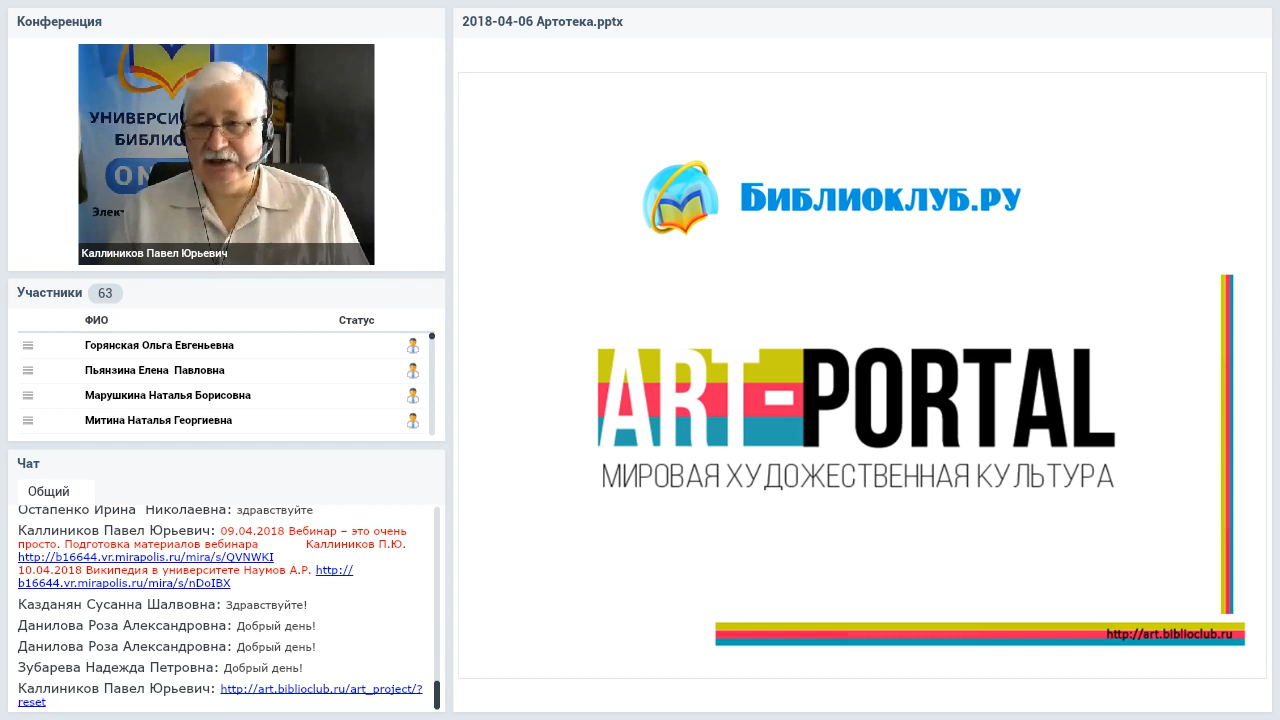 Конференция
УНИВЕРСИ
БИБЛИО
ON
Элект
Каллиников Павел Юрьевич
Участники 63
ФИО Статус
Горянская Ольга Евгеньевна
Пьянзина Елена Павловна
Марушкина Наталья Борисовна
Митина Наталья Георгиевна
Чат
Общий
Остапенко Ирина Николаевна: здравствуйте
Каллиников Павел Юрьевич: 09.04.2018 Вебинар – это очень
просто. Подготовка материалов вебинара Каллиников П.Ю.
http://b16644.vr.mirapolis.ru/mira/s/QVNWKI
10.04.2018 Википедия в университете Наумов А.Р. http://
b16644.vr.mirapolis.ru/mira/s/nDoIBX
Казданян Сусанна Шалвовна: Здравствуйте!
Данилова Роза Александровна: Добрый день!
Данилова Роза Александровна: Добрый день!
Зубарева Надежда Петровна: Добрый день!
Каллиников Павел Юрьевич: http://art.biblioclub.ru/art_project/?
reset
2018-04-06 Артотека.pptx
Библиоклуб.ру
ART-PORTAL
МИРОВАЯ ХУДОЖЕСТВЕННАЯ КУЛЬТУРА
http://art.biblioclub.ru